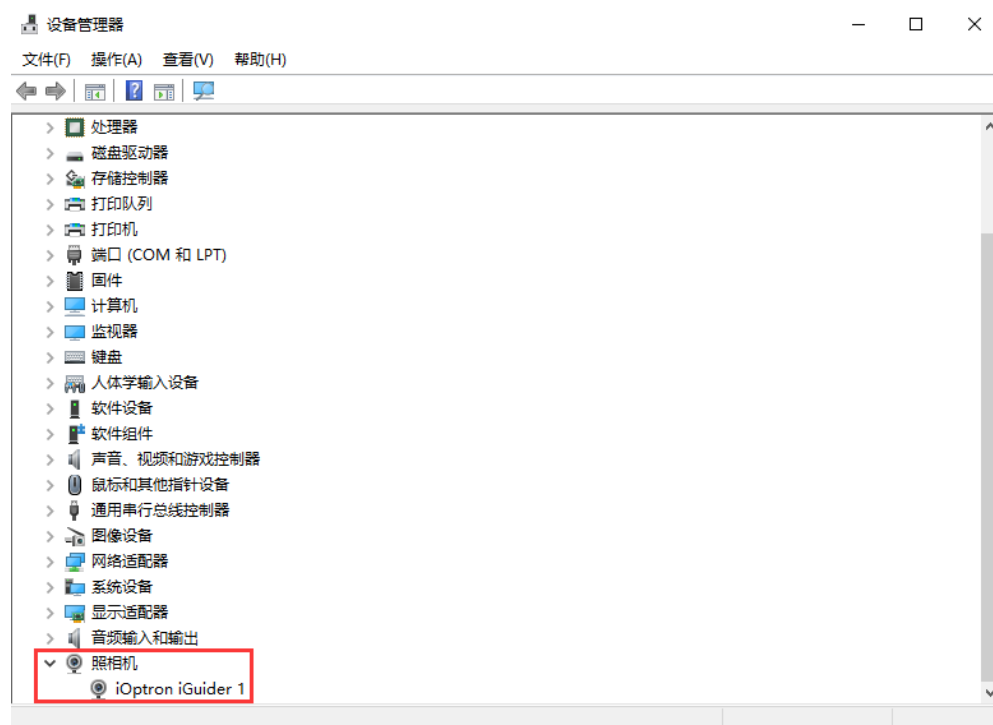 设备管理器
文件(F) 操作(A) 查看(V) 帮助(H)
处理器
磁盘驱动器
存储控制器
打印队列
打印机
端口 (COM 和 LPT)
固件
计算机
监视器
键盘
人体学输入设备
软件设备
软件组件
声音、视频和游戏控制器
鼠标和其他指针设备
通用串行总线控制器
图像设备
网络适配器
系统设备
显示适配器
音频输入和输出
照相机
iOptron iGuider 1